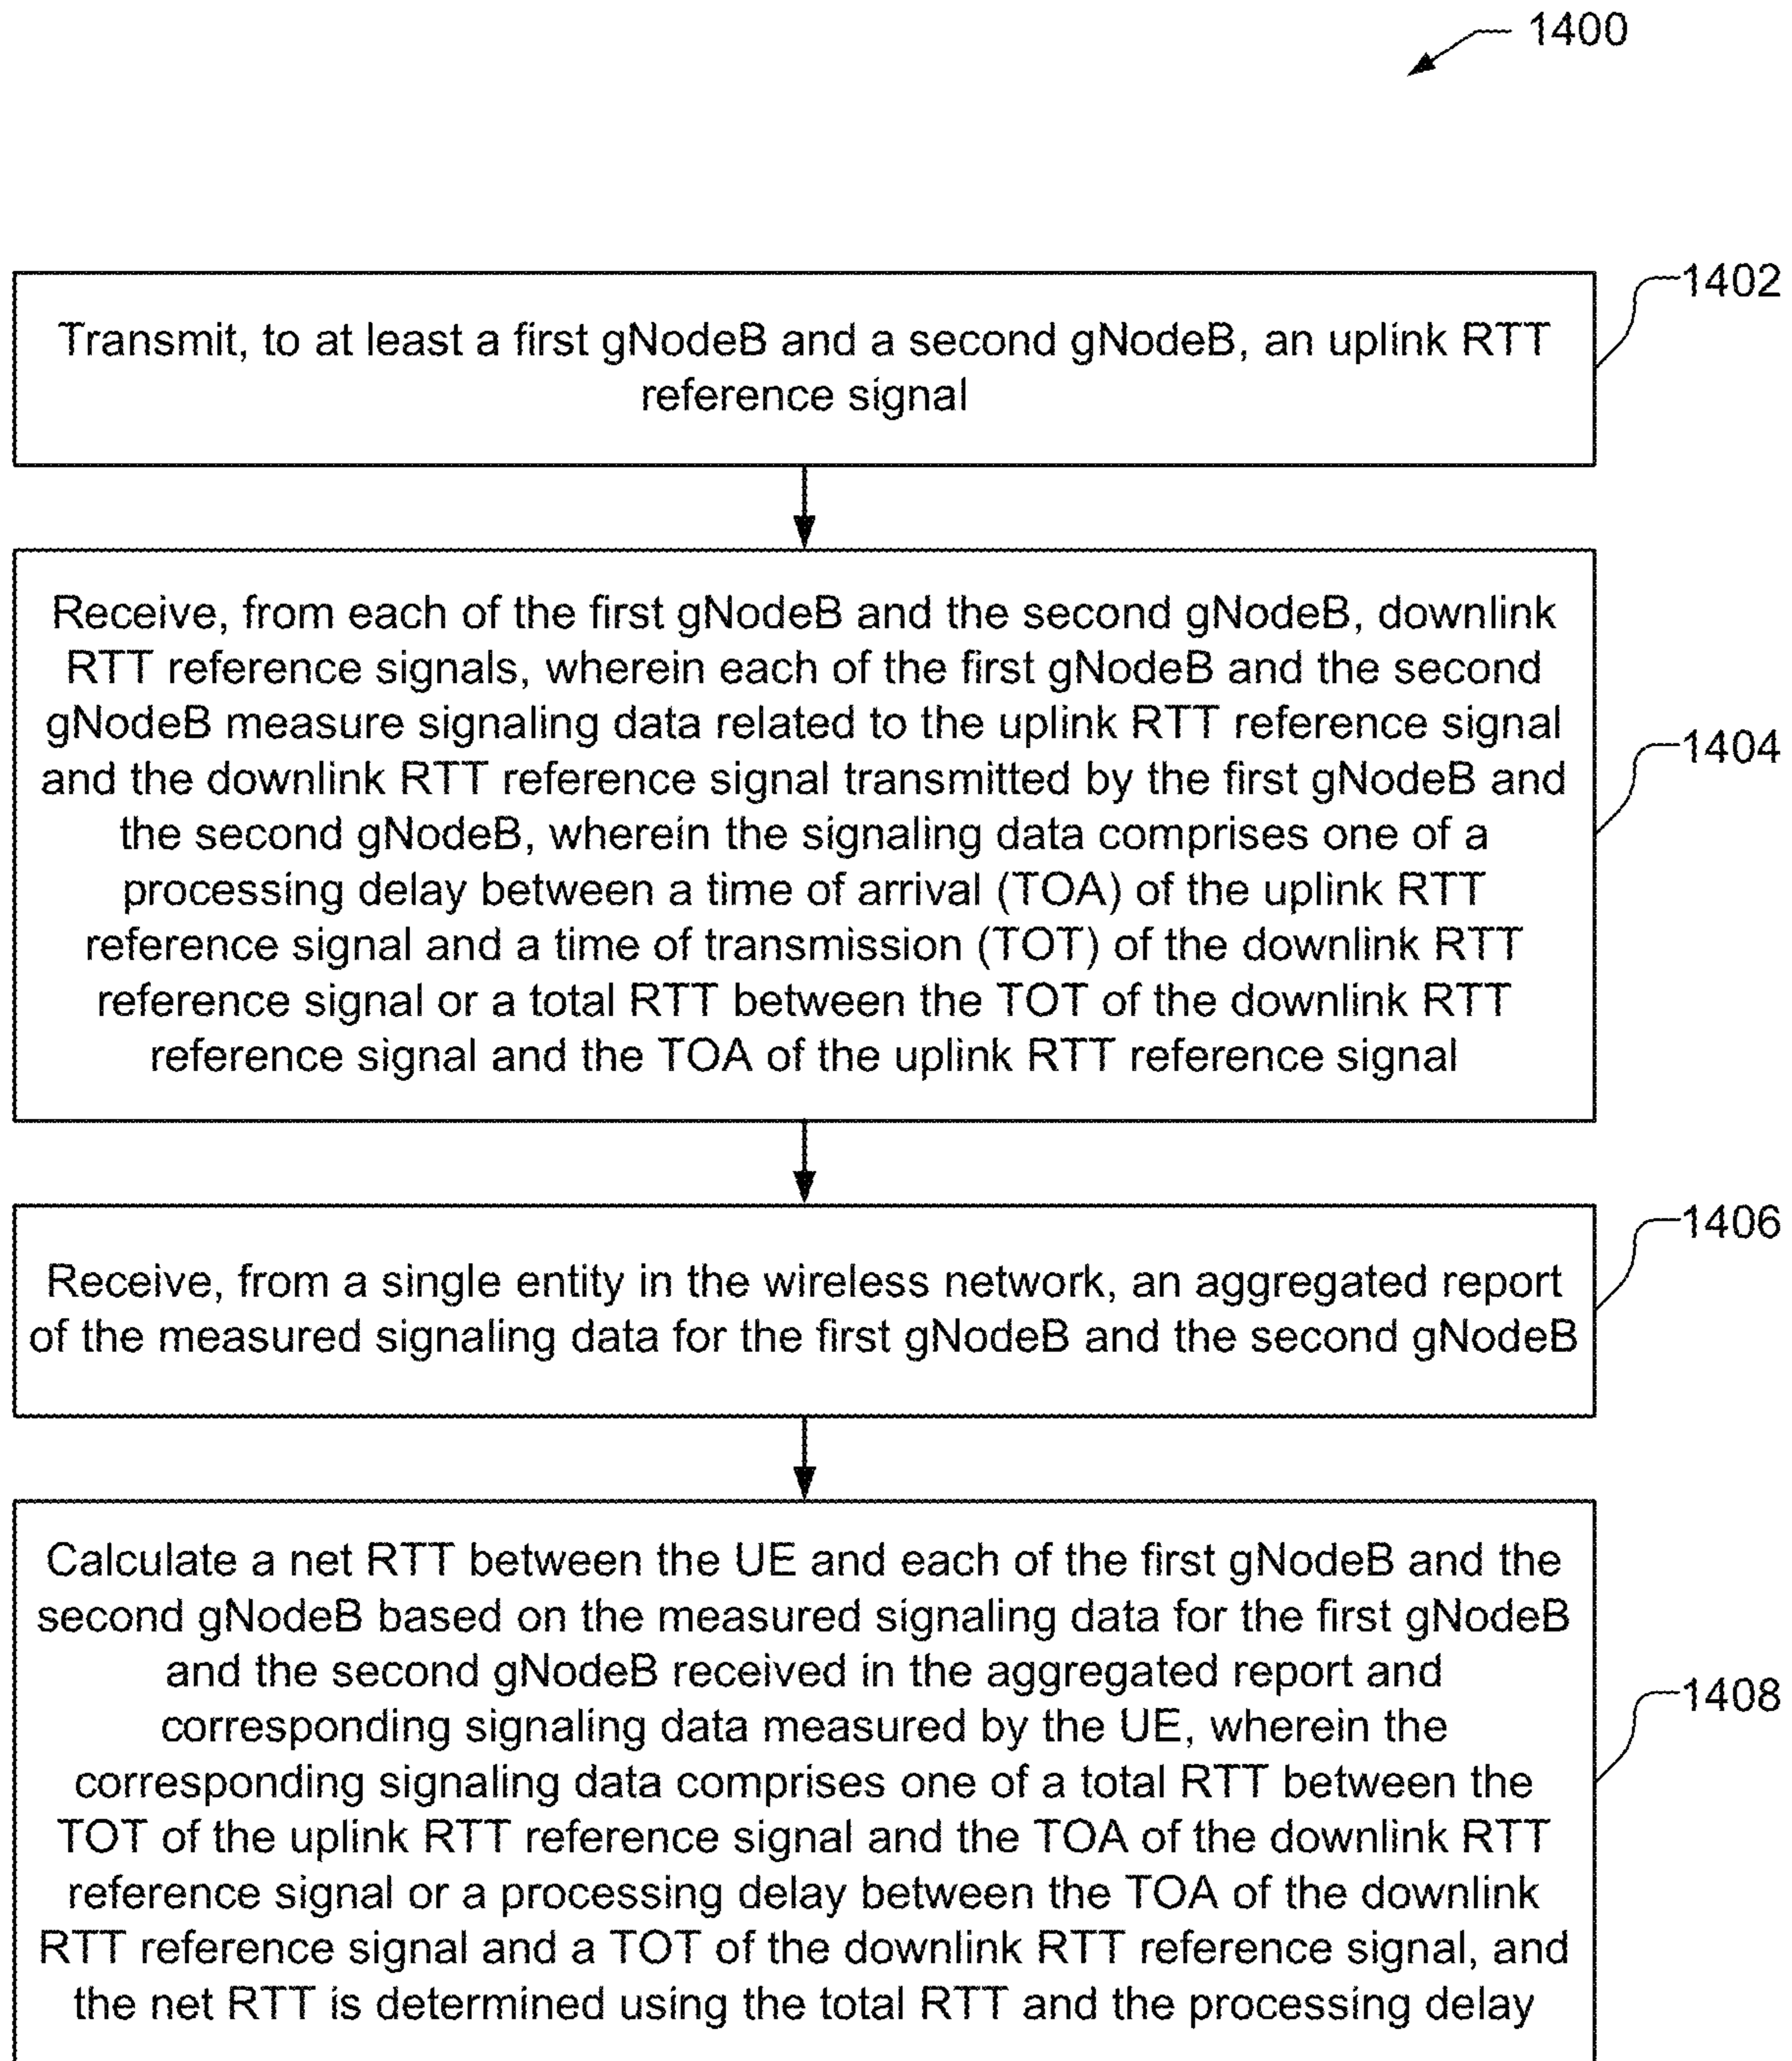 1400
1402
Transmit, to at least a first gNodeB and a second gNodeB, an uplink RTT
reference signal
Receive, from each of the first gNodeB and the second gNodeB, downlink
RTT reference signals, wherein each of the first gNodeB and the second
gNodeB measure signaling data related to the uplink RTT reference signal
and the downlink RTT reference signal transmitted by the first gNodeB and
the second gNodeB, wherein the signaling data comprises one of a
processing delay between a time of arrival (TOA) of the uplink RTT
reference signal and a time of transmission (TOT) of the downlink RTT
reference signal or a total RTT between the TOT of the downlink RTT
reference signal and the TOA of the uplink RTT reference signal
1404
1406
Receive, from a single entity in the wireless network, an aggregated report
of the measured signaling data for the first gNodeB and the second gNodeB
Calculate a net RTT between the UE and each of the first gNodeB and the
second gNodeB based on the measured signaling data for the first gNodeB
and the second gNodeB received in the aggregated report and
corresponding signaling data measured by the UE, wherein the
corresponding signaling data comprises one of a total RTT between the
TOT of the uplink RTT reference signal and the TOA of the downlink RTT
reference signal or a processing delay between the TOA of the downlink
RTT reference signal and a TOT of the downlink RTT reference signal, and
the net RTT is determined using the total RTT and the processing delay
1408